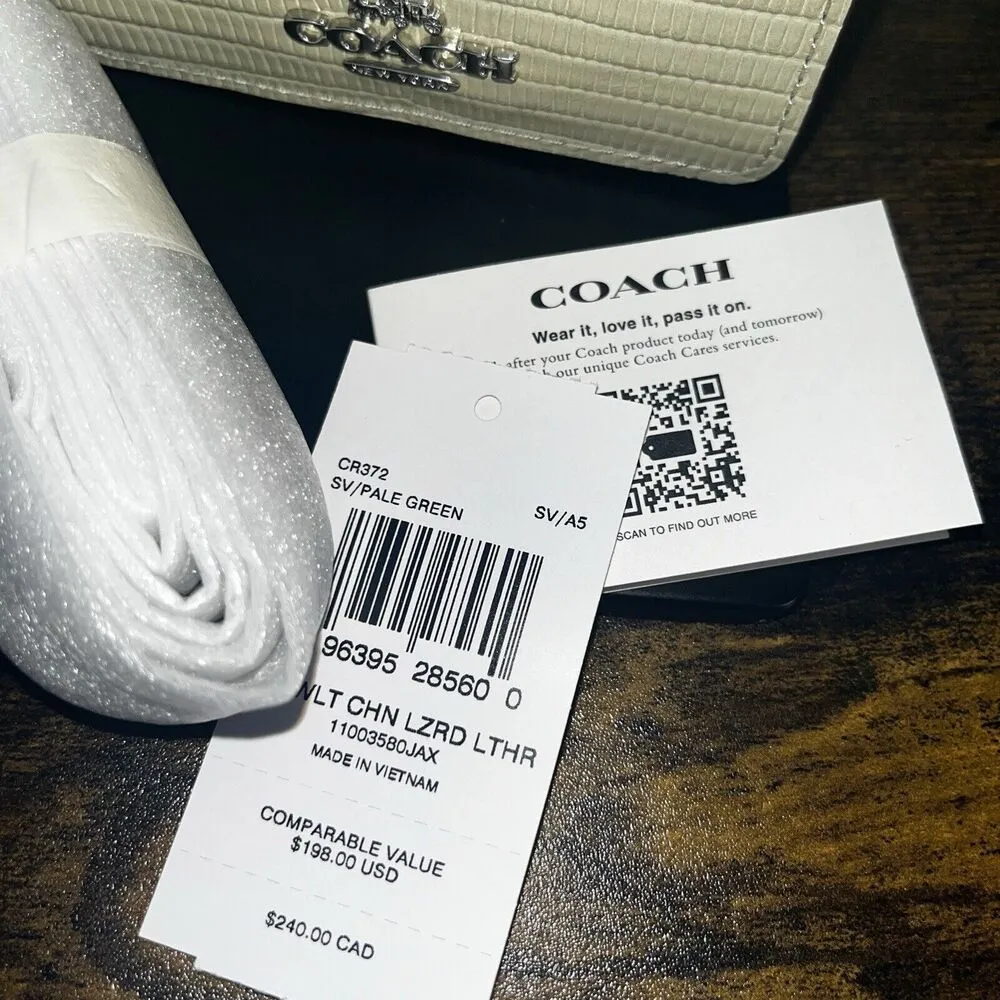 COACH
NEW YORK
COACH
Wear it, love it, pass it on.
after your Coach product today (and tomorrow)
our unique Coach Cares services.
SCAN TO FIND OUT MORE
CR372
SV/PALE GREEN
SV/A5
96395 28560 0
WLT CHN LZRD LTHR
11003580JAX
MADE IN VIETNAM
COMPARABLE VALUE
$198.00 USD
$240.00 CAD